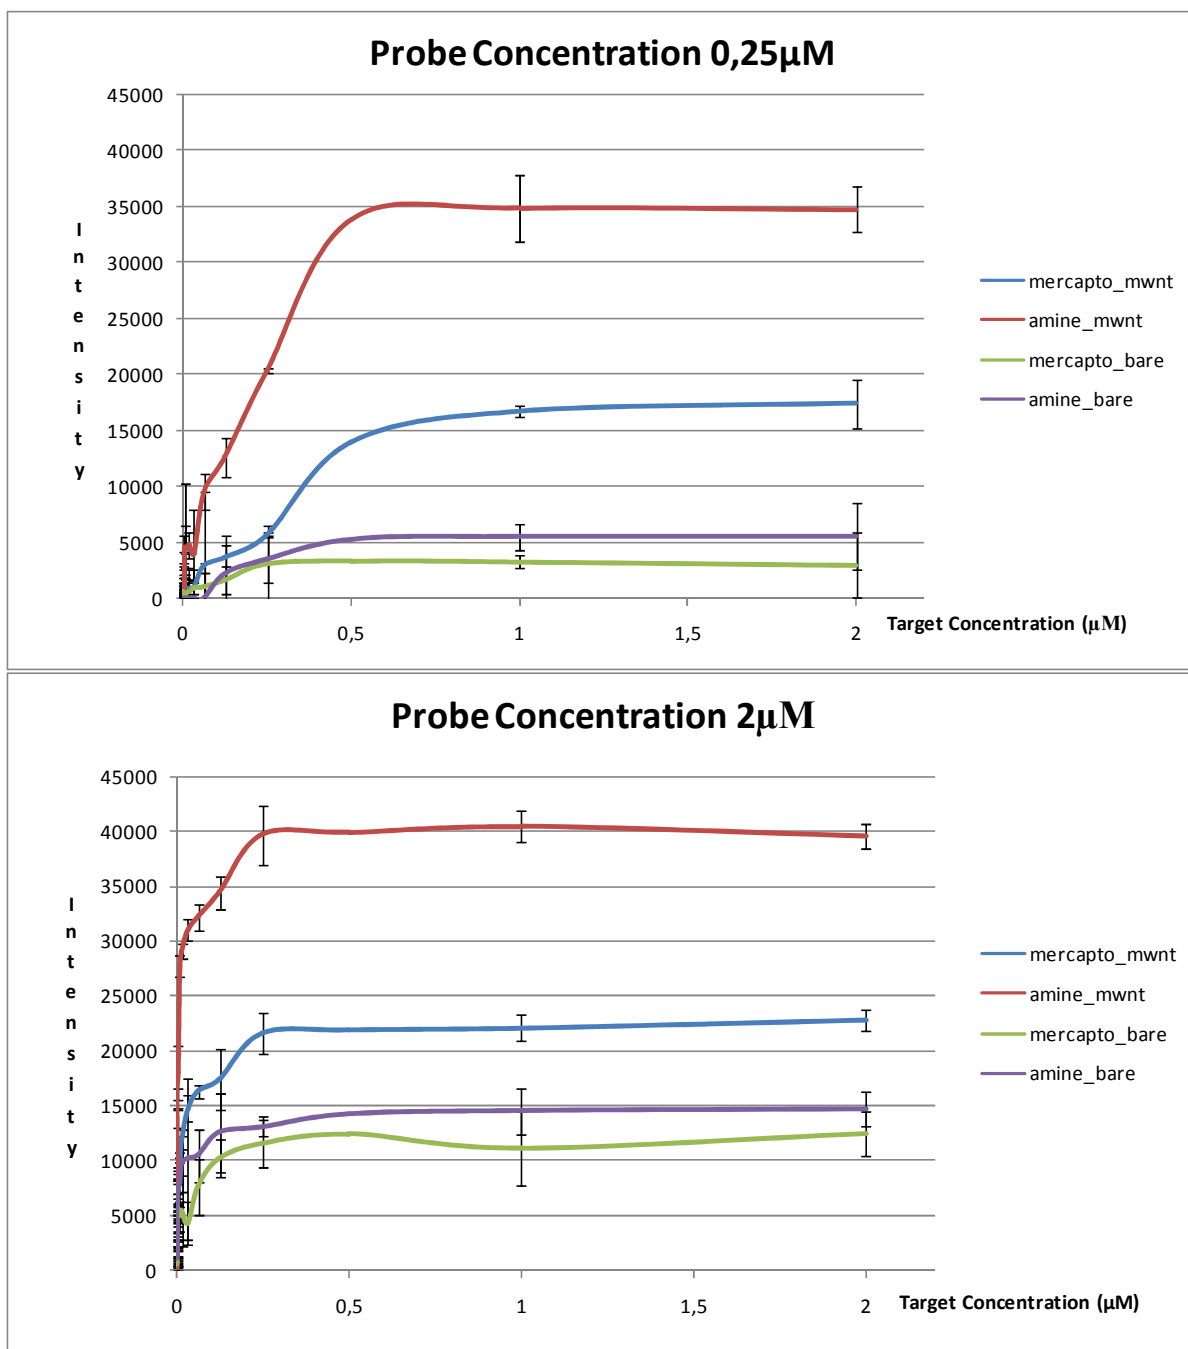 Probe Concentration 0,25µM
45000
40000
35000
30000
25000
20000
15000
10000
5000
0
Intensity
0 0,5 1 1,5 2
Target Concentration (µM)
mercapto_mwnt
amine_mwnt
mercapto_bare
amine_bare
Probe Concentration 2µM
45000
40000
35000
30000
25000
20000
15000
10000
5000
0
Intensity
0 0,5 1 1,5 2
Target Concentration (µM)
mercapto_mwnt
amine_mwnt
mercapto_bare
amine_bare